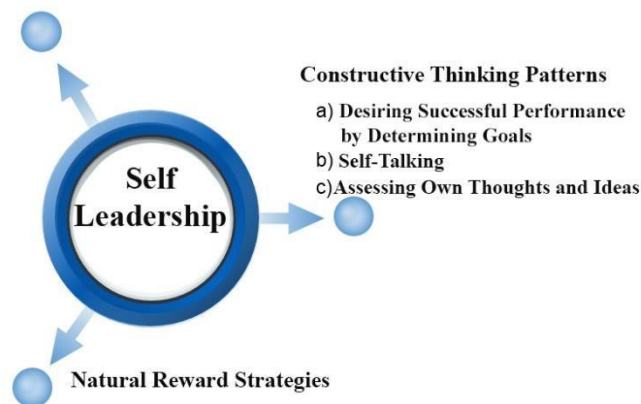 Constructive Thinking Patterns
a) Desiring Successful Performance
by Determining Goals
b) Self-Talking
c)Assessing Own Thoughts and Ideas
Self
Leadership
Natural Reward Strategies